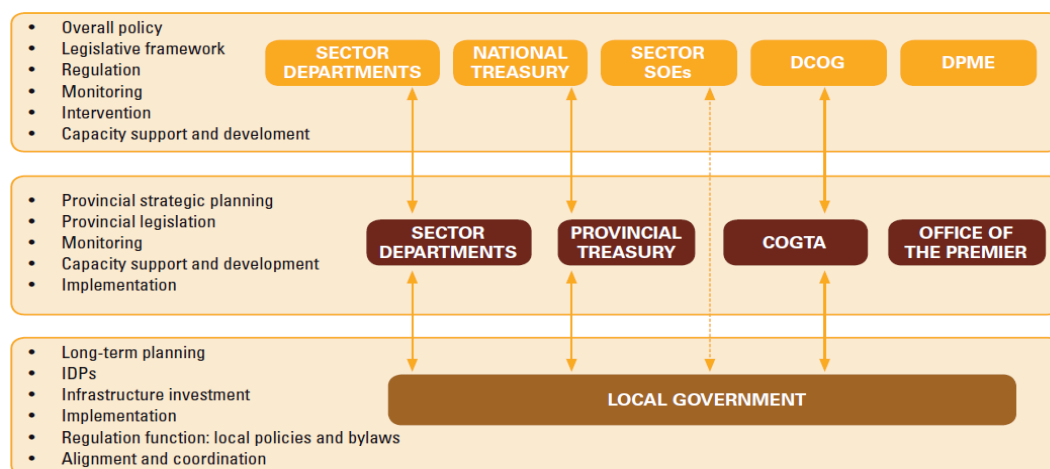 • Overall policy
• Legislative framework
• Regulation
• Monitoring
• Intervention
• Capacity support and develoment
SECTOR
DEPARTMENTS
NATIONAL
TREASURY
SECTOR
SOEs
DCOG
DPME
• Provincial strategic planning
• Provincial legislation
• Monitoring
• Capacity support and development
• Implementation
SECTOR
DEPARTMENTS
PROVINCIAL
TREASURY
COGTA
OFFICE OF
THE PREMIER
• Long-term planning
• IDPs
• Infrastructure investment
• Implementation
• Regulation function: local policies and bylaws
• Alignment and coordination
LOCAL GOVERNMENT